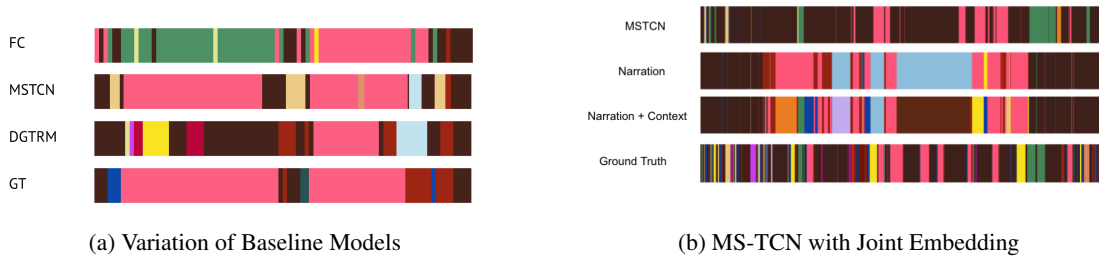 FC
MSTCN
DGTRM
GT
(a) Variation of Baseline Models
MSTCN
Narration
Narration + Context
Ground Truth
(b) MS-TCN with Joint Embedding